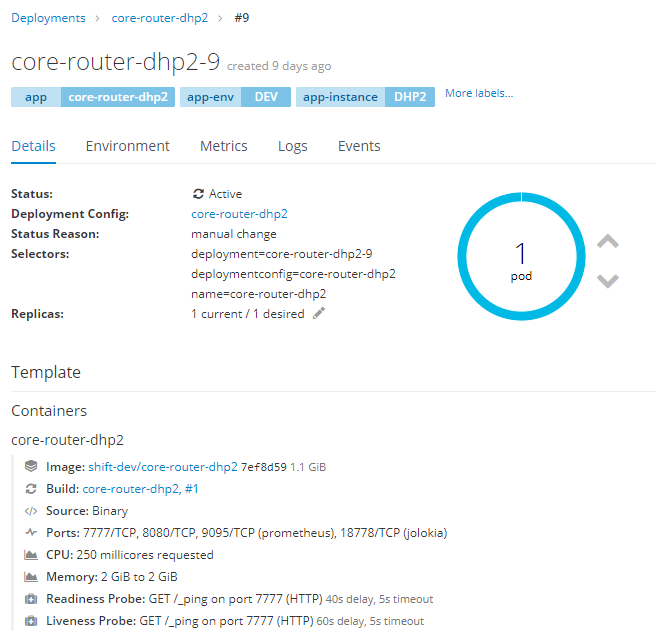 Deployments › core-router-dhp2 › #9
core-router-dhp2-9 created 9 days ago
app core-router-dhp2 app-env DEV app-instance DHP2 More labels...
Details Environment Metrics Logs Events
Status: Active
Deployment Config: core-router-dhp2
Status Reason: manual change
Selectors: deployment=core-router-dhp2-9
deploymentconfig=core-router-dhp2
name=core-router-dhp2
Replicas: 1 current / 1 desired
1
pod
Template
Containers
core-router-dhp2
Image: shift-dev/core-router-dhp2 7ef8d59 1.1 GiB
Build: core-router-dhp2, #1
Source: Binary
Ports: 7777/TCP, 8080/TCP, 9095/TCP (prometheus), 18778/TCP (jolokia)
CPU: 250 millicores requested
Memory: 2 GiB to 2 GiB
Readiness Probe: GET /_ping on port 7777 (HTTP) 40s delay, 5s timeout
Liveness Probe: GET /_ping on port 7777 (HTTP) 60s delay, 5s timeout